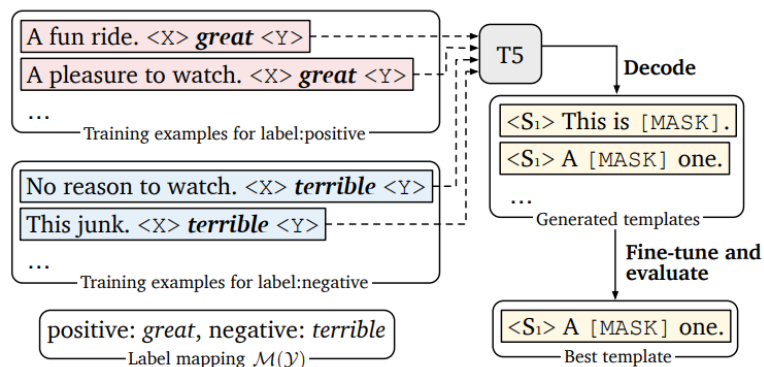 A fun ride. <X> great <Y>
A pleasure to watch. <X> great <Y>
...
Training examples for label:positive
No reason to watch. <X> terrible <Y>
This junk. <X> terrible <Y>
...
Training examples for label:negative
positive: great, negative: terrible
Label mapping M(Y)
T5
Decode
<S₁> This is [MASK].
<S₁> A [MASK] one.
...
Generated templates
Fine-tune and
evaluate
<S₁> A [MASK] one.
Best template